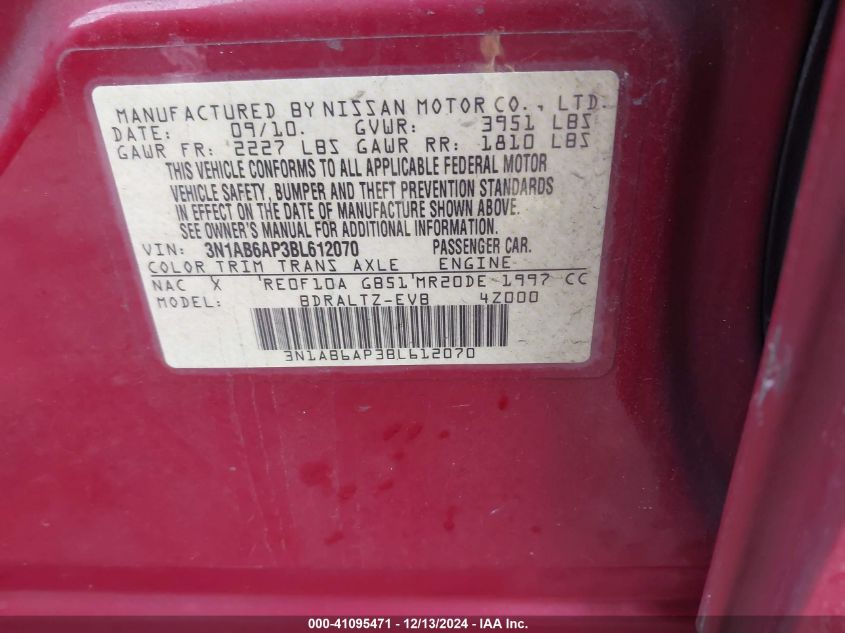 MANUFACTURED BY NISSAN MOTOR CO., LTD.
DATE: 09/10. GVWR: 3951 LBS
GAWR FR: 2227 LBS GAWR RR: 1810 LBS
THIS VEHICLE CONFORMS TO ALL APPLICABLE FEDERAL MOTOR
VEHICLE SAFETY, BUMPER AND THEFT PREVENTION STANDARDS
IN EFFECT ON THE DATE OF MANUFACTURE SHOWN ABOVE.
SEE OWNER'S MANUAL FOR ADDITIONAL INFORMATION.
VIN: 3N1AB6AP3BL612070 PASSENGER CAR.
COLOR TRIM TRANS AXLE ENGINE
NAC X 'RE0F10A G851'MR20DE 1997 CC
MODEL: BDRALTZ-EVB 4Z000
3N1AB6AP3BL612070
000-41095471 - 12/13/2024 - IAA Inc.